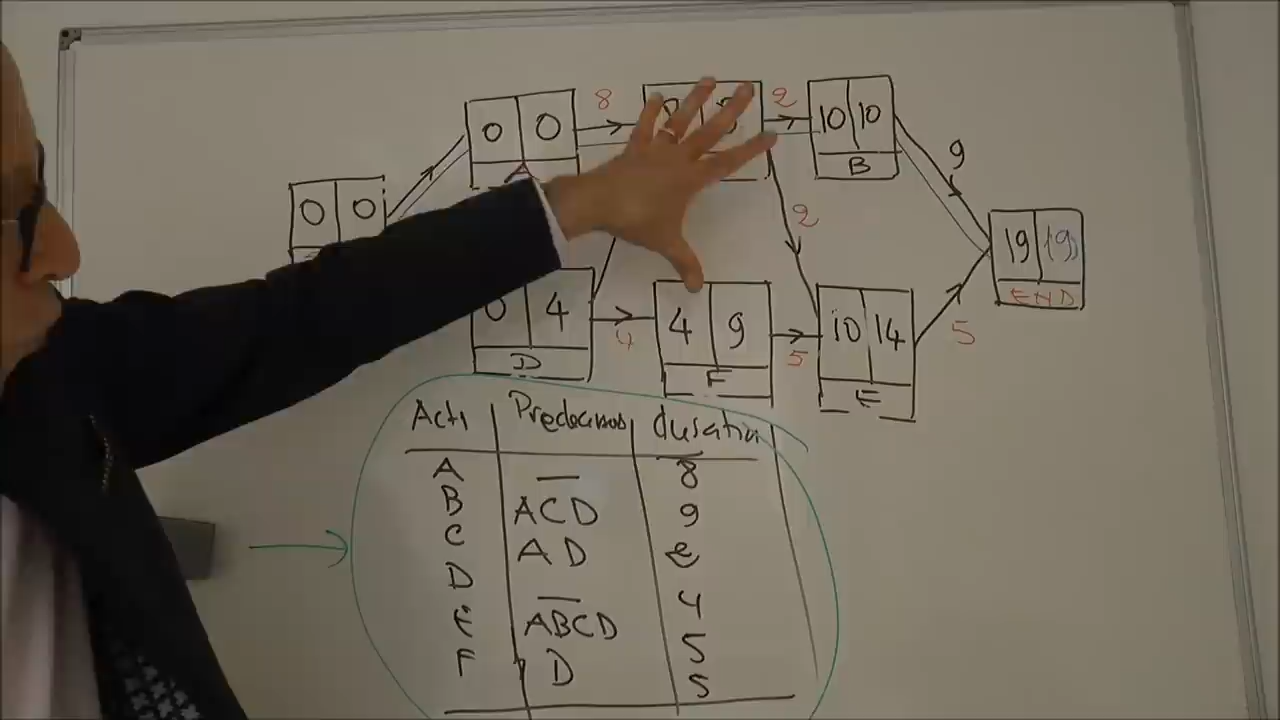 8
2
0 0
10 10
A
B
9
0 0
2
19 19
END
0 4
4 9
10 14
4
5
5
D
F
E
Acti Predecessos duration
A — 8
B ACD 9
C AD 2
D — 4
E ABCD 5
F D 5